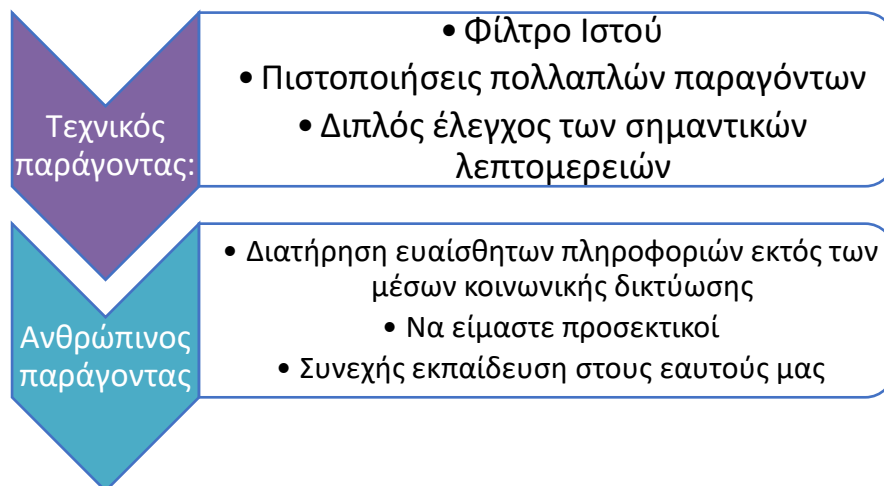 Τεχνικός
παράγοντας:
• Φίλτρο Ιστού
• Πιστοποιήσεις πολλαπλών παραγόντων
• Διπλός έλεγχος των σημαντικών
λεπτομερειών
Ανθρώπινος
παράγοντας
• Διατήρηση ευαίσθητων πληροφοριών εκτός των
μέσων κοινωνικής δικτύωσης
• Να είμαστε προσεκτικοί
• Συνεχής εκπαίδευση στους εαυτούς μας